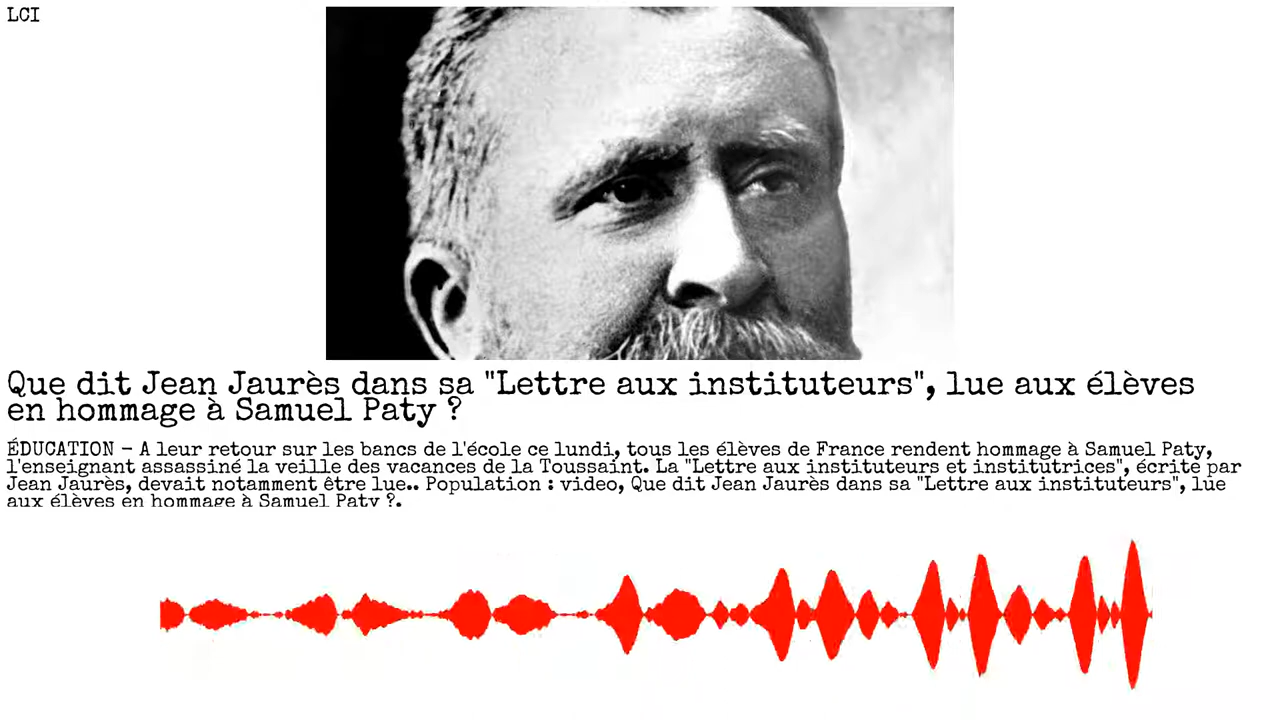 LCI
Que dit Jean Jaurès dans sa "Lettre aux instituteurs", lue aux élèves
en hommage à Samuel Paty ?
ÉDUCATION - A leur retour sur les bancs de l'école ce lundi, tous les élèves de France rendent hommage à Samuel Paty,
l'enseignant assassiné la veille des vacances de la Toussaint. La "Lettre aux instituteurs et institutrices", écrite par
Jean Jaurès, devait notamment être lue.. Population : video, Que dit Jean Jaurès dans sa "Lettre aux instituteurs", lue
aux élèves en hommage à Samuel Paty ?.